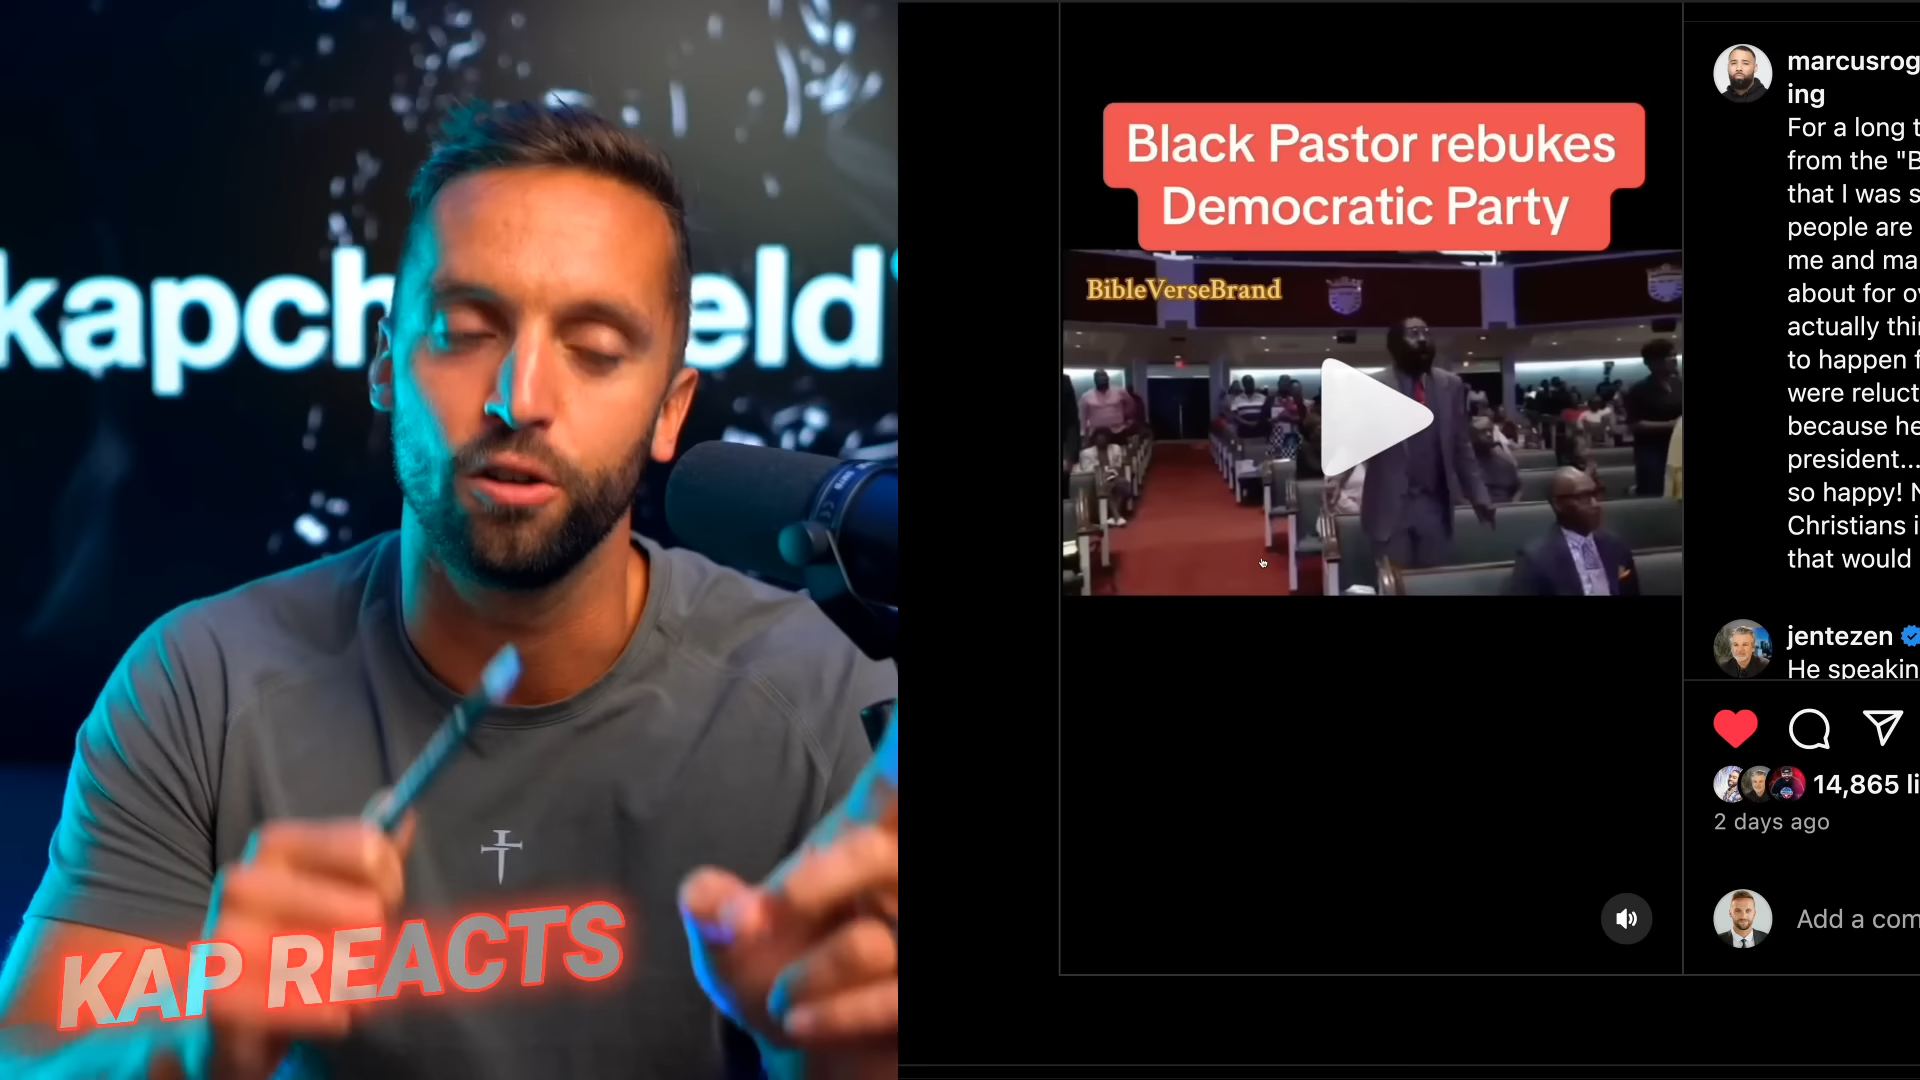 kapch eld
KAP REACTS
Black Pastor rebukes
Democratic Party
BibleVerseBrand
marcusrog
ing
For a long t
from the "B
that I was s
people are
me and ma
about for ov
actually thi
to happen f
were reluct
because he
president...
so happy! N
Christians i
that would
jentezen
He speakin
14,865 li
2 days ago
Add a com